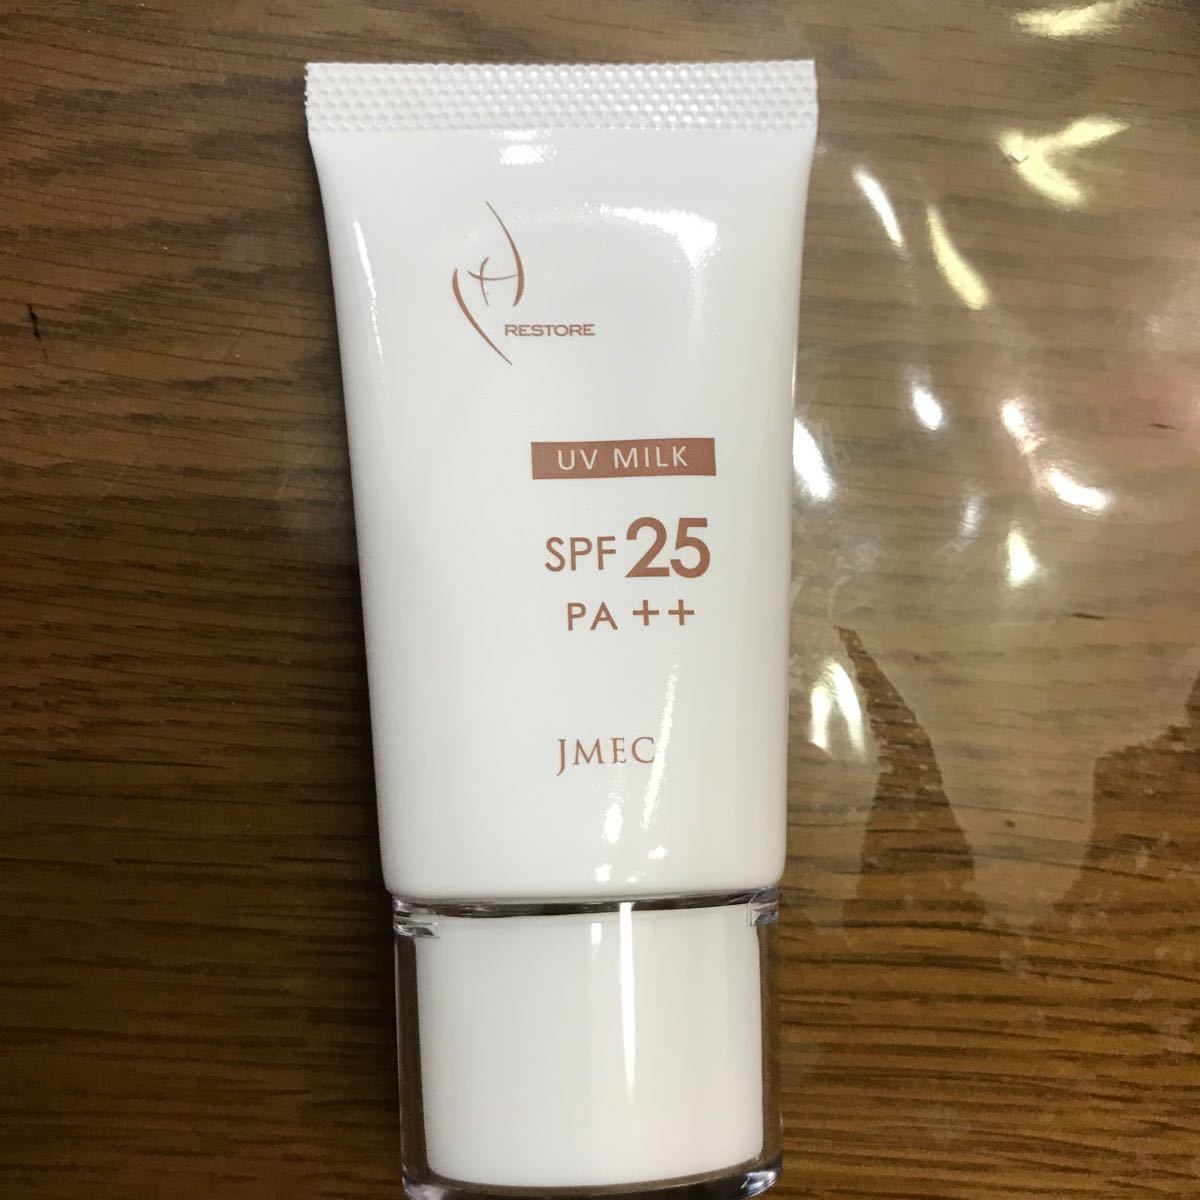 RESTORE
UV MILK
SPF 25
PA ++
JMEC